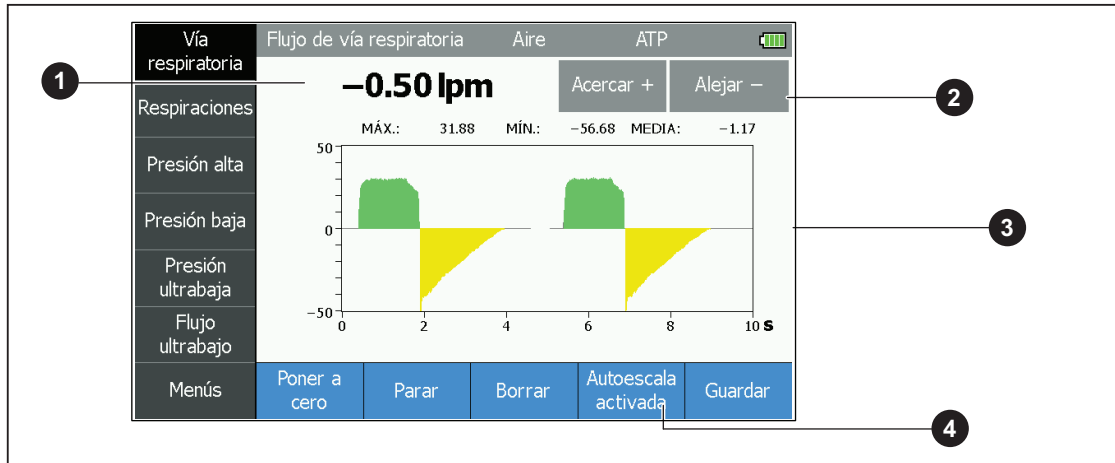 Vía
respiratoria
Flujo de vía respiratoria Aire ATP
1
−0.50 lpm
Acercar +
Alejar −
2
Respiraciones
MÁX.: 31.88 MÍN.: −56.68 MEDIA: −1.17
Presión alta
Presión baja
Presión
ultrabaja
Flujo
ultrabajo
Menús
50
0
−50
0 2 4 6 8 10 s
3
Poner a
cero
Parar
Borrar
Autoescala
activada
Guardar
4